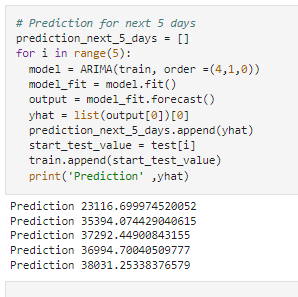 # Prediction for next 5 days
prediction_next_5_days = []
for i in range(5):
  model = ARIMA(train, order =(4,1,0))
  model_fit = model.fit()
  output = model_fit.forecast()
  yhat = list(output[0])[0]
  prediction_next_5_days.append(yhat)
  start_test_value = test[i]
  train.append(start_test_value)
  print('Prediction' ,yhat)
Prediction 23116.699974520052
Prediction 35394.074429040615
Prediction 37292.44900843155
Prediction 36994.70040509777
Prediction 38031.25338376579